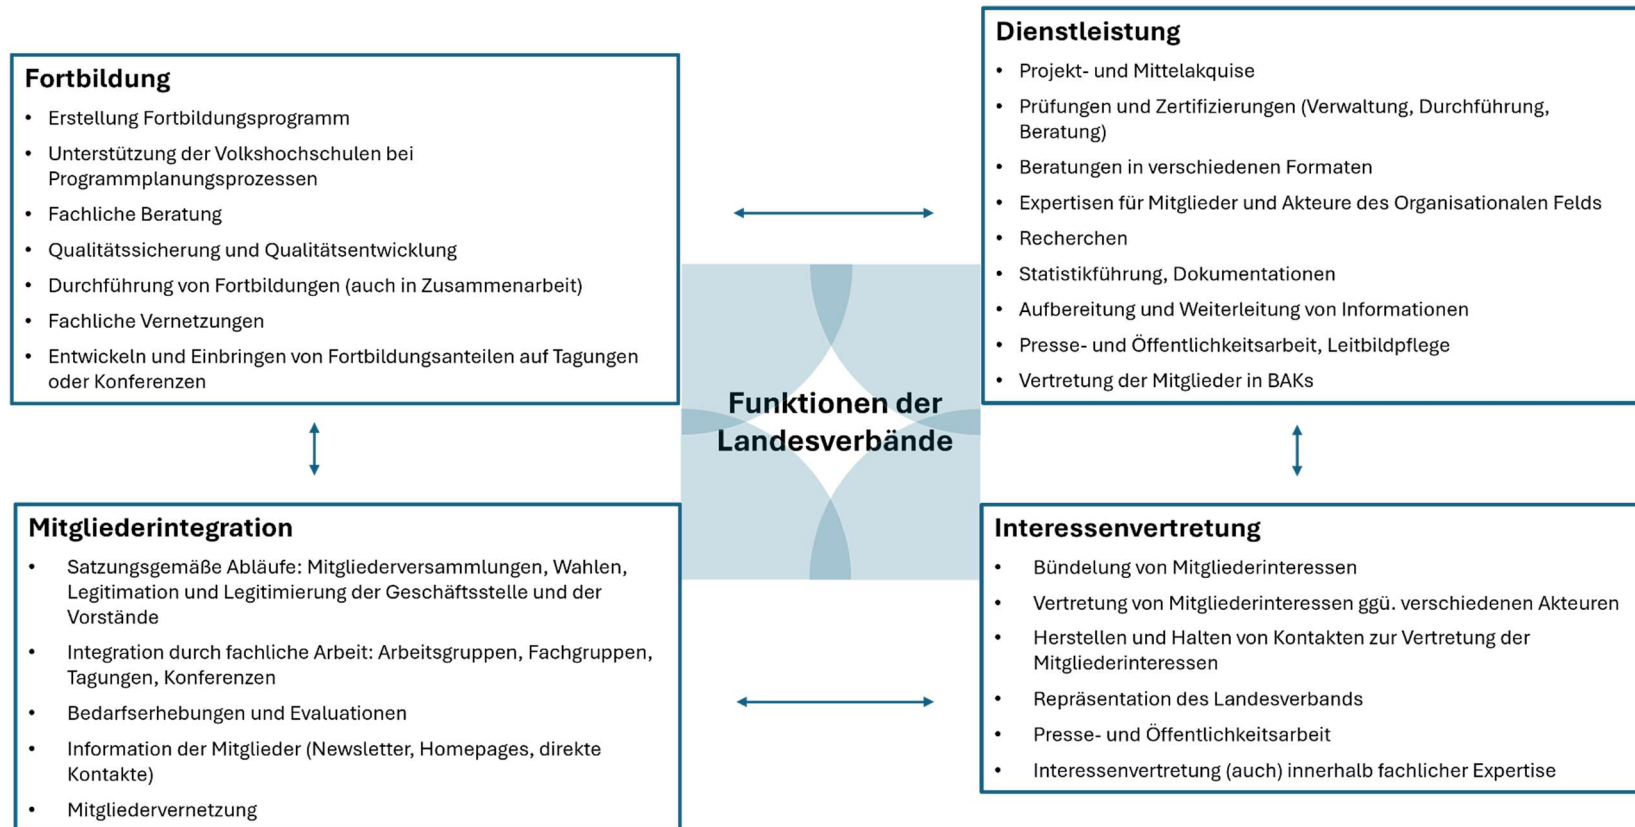 Fortbildung
• Erstellung Fortbildungsprogramm
• Unterstützung der Volkshochschulen bei
Programmplanungsprozessen
• Fachliche Beratung
• Qualitätssicherung und Qualitätsentwicklung
• Durchführung von Fortbildungen (auch in Zusammenarbeit)
• Fachliche Vernetzungen
• Entwickeln und Einbringen von Fortbildungsanteilen auf Tagungen
oder Konferenzen
Dienstleistung
• Projekt- und Mittelakquise
• Prüfungen und Zertifizierungen (Verwaltung, Durchführung,
Beratung)
• Beratungen in verschiedenen Formaten
• Expertisen für Mitglieder und Akteure des Organisationalen Felds
• Recherchen
• Statistikführung, Dokumentationen
• Aufbereitung und Weiterleitung von Informationen
• Presse- und Öffentlichkeitsarbeit, Leitbildpflege
• Vertretung der Mitglieder in BAKs
Funktionen der
Landesverbände
Mitgliederintegration
• Satzungsgemäße Abläufe: Mitgliederversammlungen, Wahlen,
Legitimation und Legitimierung der Geschäftsstelle und der
Vorstände
• Integration durch fachliche Arbeit: Arbeitsgruppen, Fachgruppen,
Tagungen, Konferenzen
• Bedarfserhebungen und Evaluationen
• Information der Mitglieder (Newsletter, Homepages, direkte
Kontakte)
• Mitgliedervernetzung
Interessenvertretung
• Bündelung von Mitgliederinteressen
• Vertretung von Mitgliederinteressen ggü. verschiedenen Akteuren
• Herstellen und Halten von Kontakten zur Vertretung der
Mitgliederinteressen
• Repräsentation des Landesverbands
• Presse- und Öffentlichkeitsarbeit
• Interessenvertretung (auch) innerhalb fachlicher Expertise